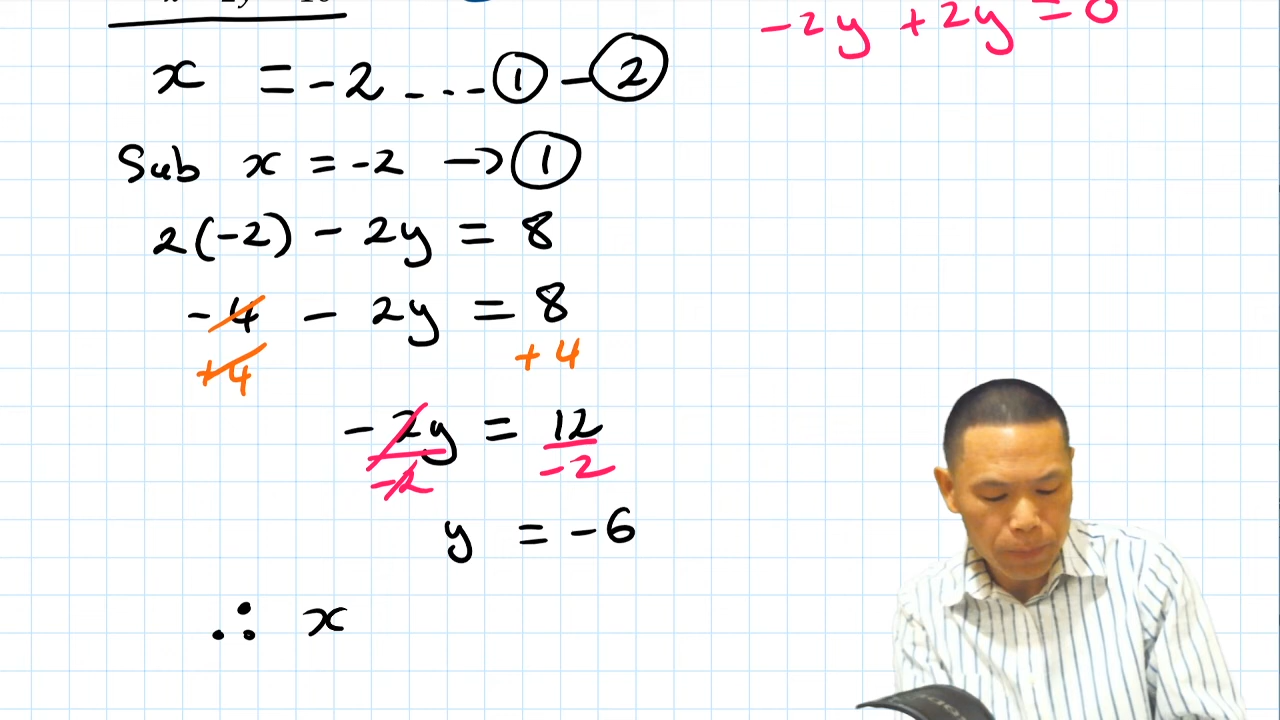 -2y + 2y = 0
x = -2 - - - ① - ②
Sub x = -2 → ①
2(-2) - 2y = 8
-4 - 2y = 8
+4 +4
-2y = 12
-2 -2
y = -6
∴ x